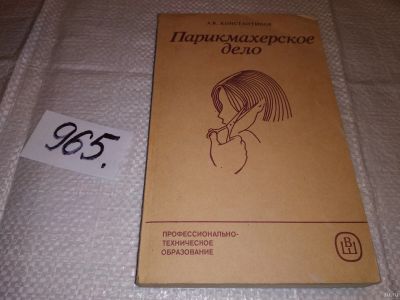 А.В. КОНСТАНТИНОВ
Парикмахерское
дело
965.
ПРОФЕССИОНАЛЬНО-
ТЕХНИЧЕСКОЕ
ОБРАЗОВАНИЕ